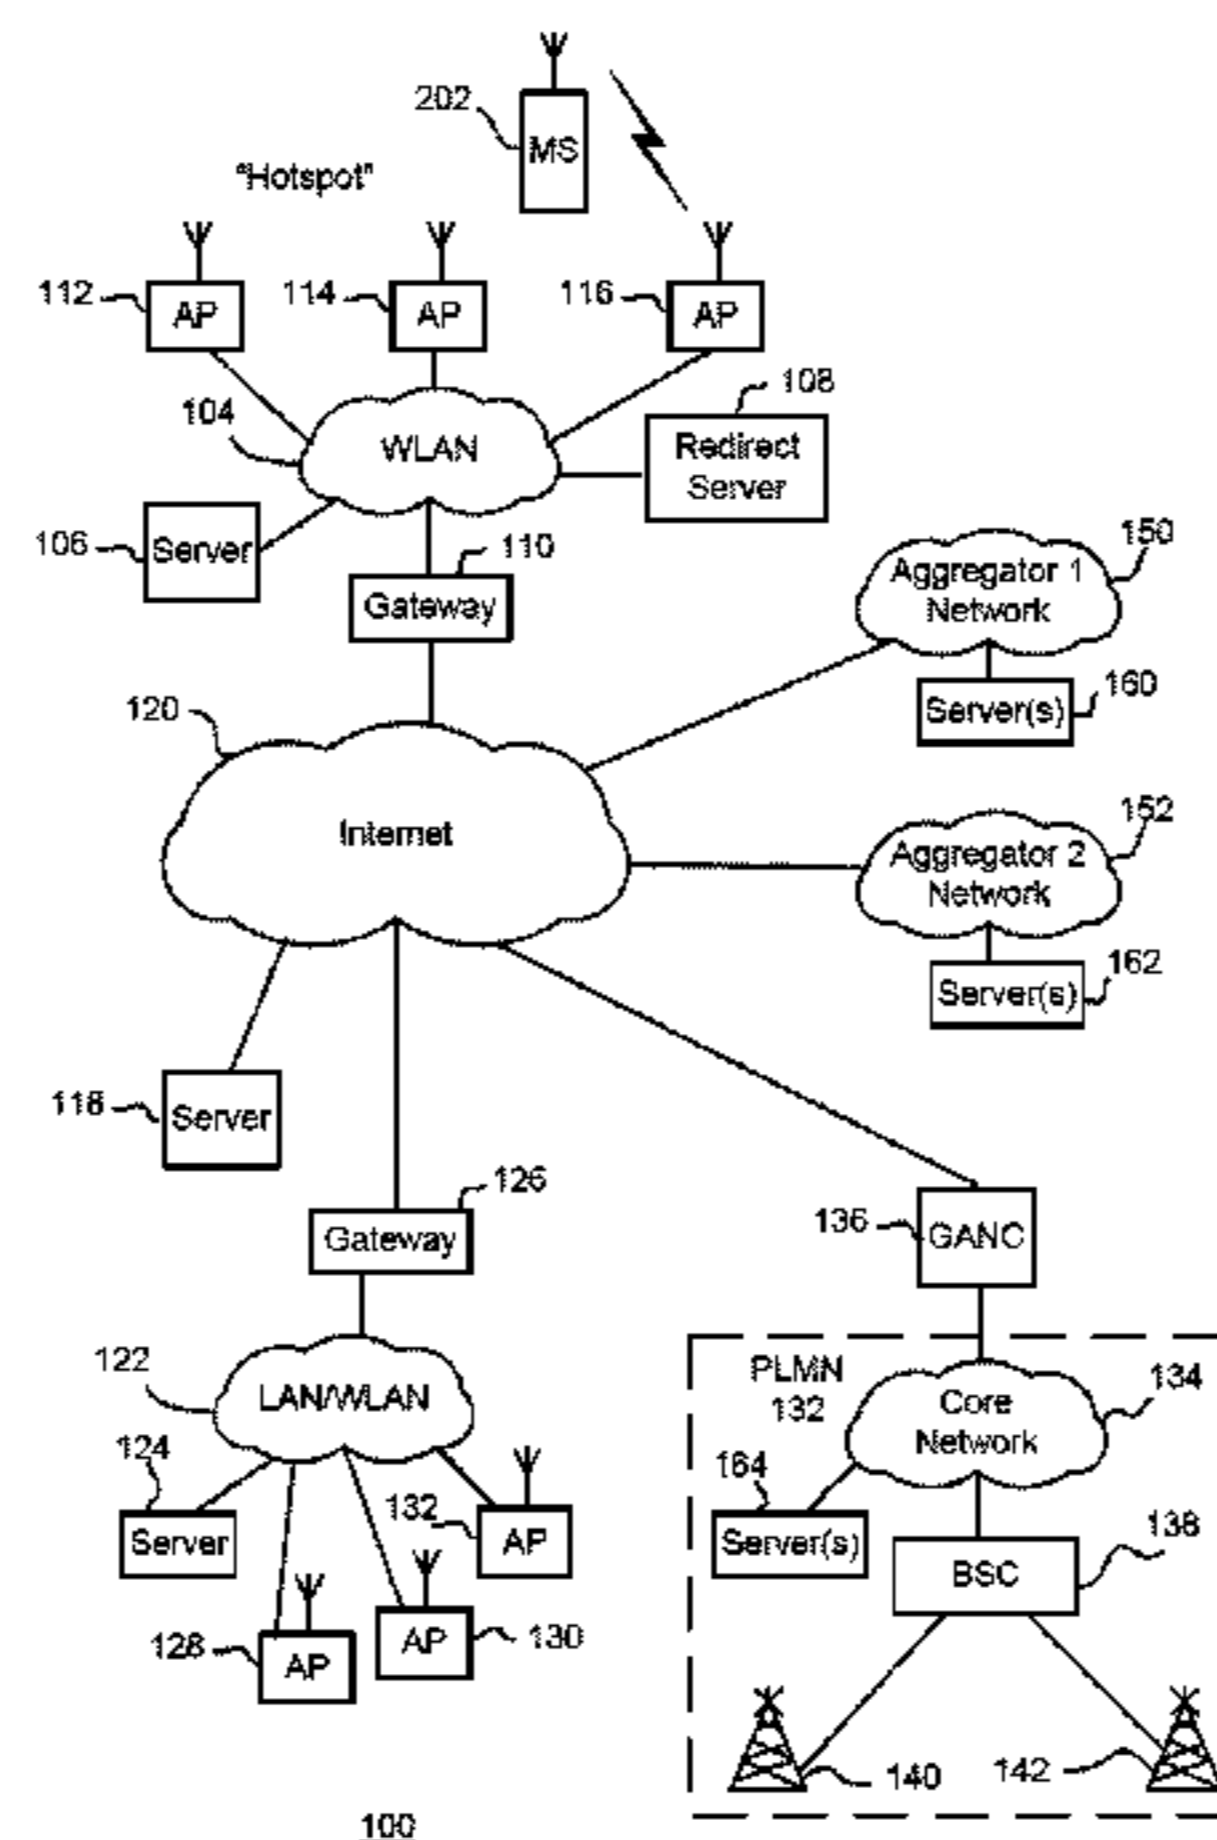 202
MS
"Hotspot"
112
AP
114
AP
116
AP
108
104
WLAN
Redirect
Server
106
Server
110
Gateway
150
Aggregator 1
Network
160
Server(s)
120
Internet
152
Aggregator 2
Network
162
Server(s)
118
Server
126
Gateway
136
GANC
122
LAN/WLAN
PLMN
132
Core
Network
134
124
Server
132
AP
164
Server(s)
138
BSC
128
AP
AP
130
140
142
100